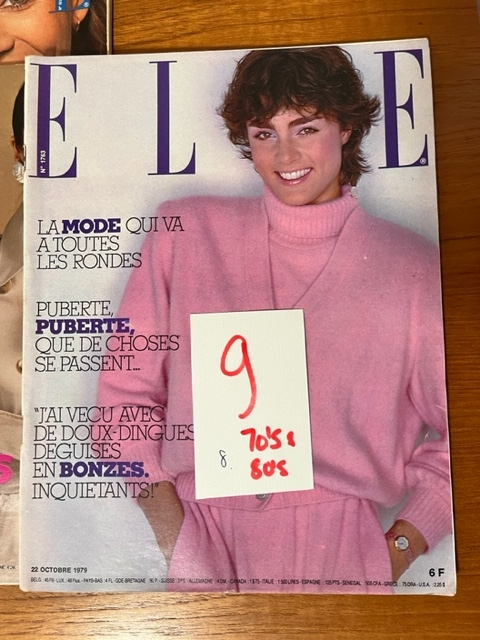 ELLE
N° 1763
LA MODE QUI VA
A TOUTES
LES RONDES
PUBERTE,
PUBERTE,
QUE DE CHOSES
SE PASSENT...
"J'AI VECU AVEC
DE DOUX-DINGUES
DEGUISES
EN BONZES.
INQUIETANTS!"
9
8. 70'S &
80's
22 OCTOBRE 1979
6 F